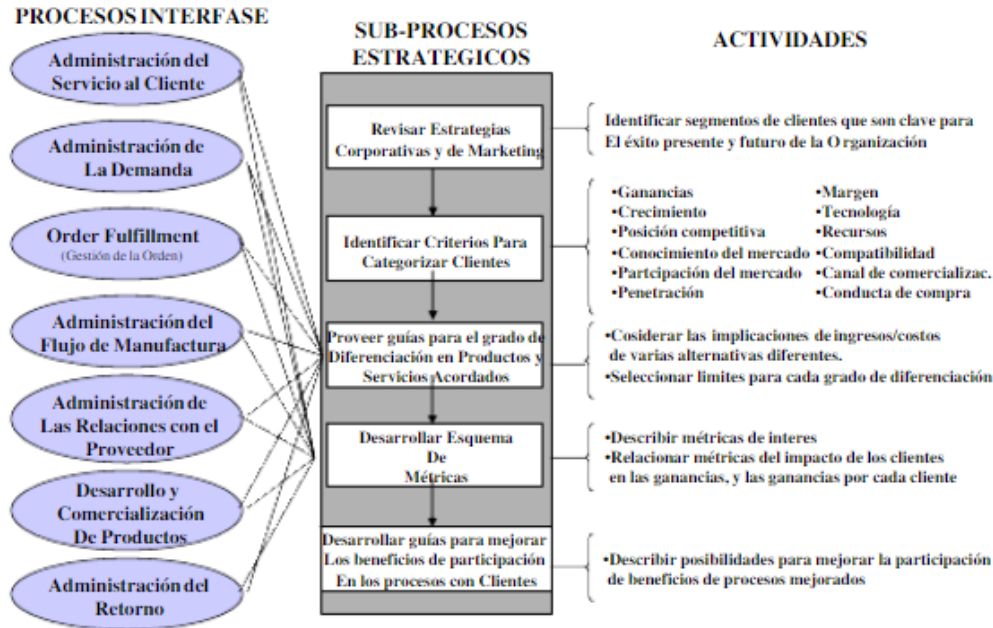 PROCESOS INTERFASE
Administración del
Servicio al Cliente
Administración de
La Demanda
Order Fulfillment
(Gestión de la Orden)
Administración del
Flujo de Manufactura
Administración de
Las Relaciones con el
Proveedor
Desarrollo y
Comercialización
De Productos
Administración del
Retorno
SUB-PROCESOS
ESTRATEGICOS
Revisar Estrategias
Corporativas y de Marketing
Identificar Criterios Para
Categorizar Clientes
Proveer guías para el grado de
Diferenciación en Productos y
Servicios Acordados
Desarrollar Esquema
De
Métricas
Desarrollar guías para mejorar
Los beneficios de participación
En los procesos con Clientes
ACTIVIDADES
Identificar segmentos de clientes que son clave para
El éxito presente y futuro de la O rganización
•Ganancias
•Crecimiento
•Posición competitiva
•Conocimiento del mercado
•Partcipación del mercado
•Penetración
•Margen
•Tecnología
•Recursos
•Compatibilidad
•Canal de comercializac.
•Conducta de compra
•Cosiderar las implicaciones de ingresos/costos
de varias alternativas diferentes.
•Seleccionar limites para cada grado de diferenciación
•Describir métricas de interes
•Relacionar métricas del impacto de los clientes
en las ganancias, y las ganancias por cada cliente
•Describir posibilidades para mejorar la participación
de beneficios de procesos mejorados